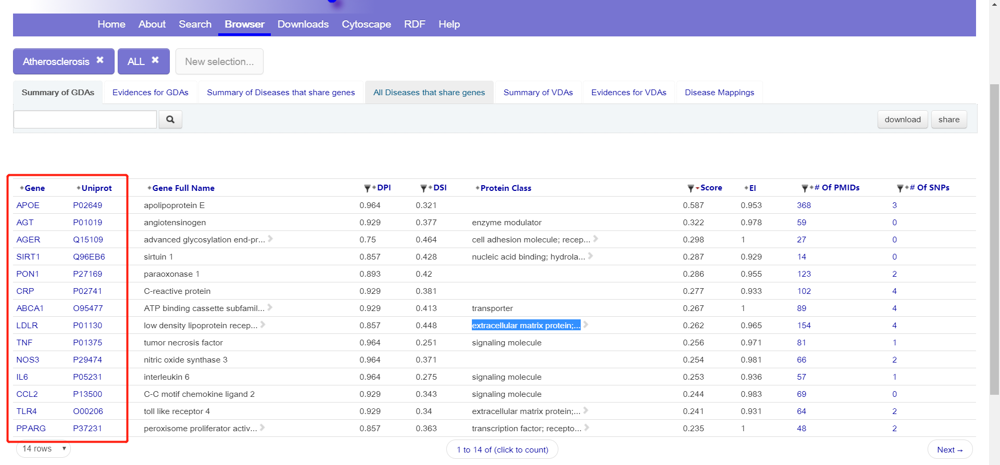 Home About Search Browser Downloads Cytoscape RDF Help
Atherosclerosis ✖ ALL ✖ New selection...
Summary of GDAs Evidences for GDAs Summary of Diseases that share genes All Diseases that share genes Summary of VDAs Evidences for VDAs Disease Mappings
download share
Gene Uniprot Gene Full Name DPI DSI Protein Class Score EI # Of PMIDs # Of SNPs
APOE P02649 apolipoprotein E 0.964 0.321 0.587 0.953 368 3
AGT P01019 angiotensinogen 0.929 0.377 enzyme modulator 0.322 0.978 59 0
AGER Q15109 advanced glycosylation end-pr... 0.75 0.464 cell adhesion molecule; recep... 0.298 1 27 0
SIRT1 Q96EB6 sirtuin 1 0.857 0.428 nucleic acid binding; hydrola... 0.287 0.929 14 0
PON1 P27169 paraoxonase 1 0.893 0.42 0.286 0.955 123 2
CRP P02741 C-reactive protein 0.929 0.381 0.277 0.933 102 4
ABCA1 O95477 ATP binding cassette subfamil... 0.929 0.413 transporter 0.267 1 89 4
LDLR P01130 low density lipoprotein recep... 0.857 0.448 extracellular matrix protein;... 0.262 0.965 154 4
TNF P01375 tumor necrosis factor 0.964 0.251 signaling molecule 0.256 0.971 81 1
NOS3 P29474 nitric oxide synthase 3 0.964 0.371 0.254 0.981 66 2
IL6 P05231 interleukin 6 0.964 0.275 signaling molecule 0.253 0.936 57 1
CCL2 P13500 C-C motif chemokine ligand 2 0.929 0.343 signaling molecule 0.244 0.983 69 0
TLR4 O00206 toll like receptor 4 0.929 0.34 extracellular matrix protein;... 0.241 0.931 64 2
PPARG P37231 peroxisome proliferator activ... 0.857 0.363 transcription factor; recepto... 0.235 1 48 2
14 rows 1 to 14 of (click to count) Next →